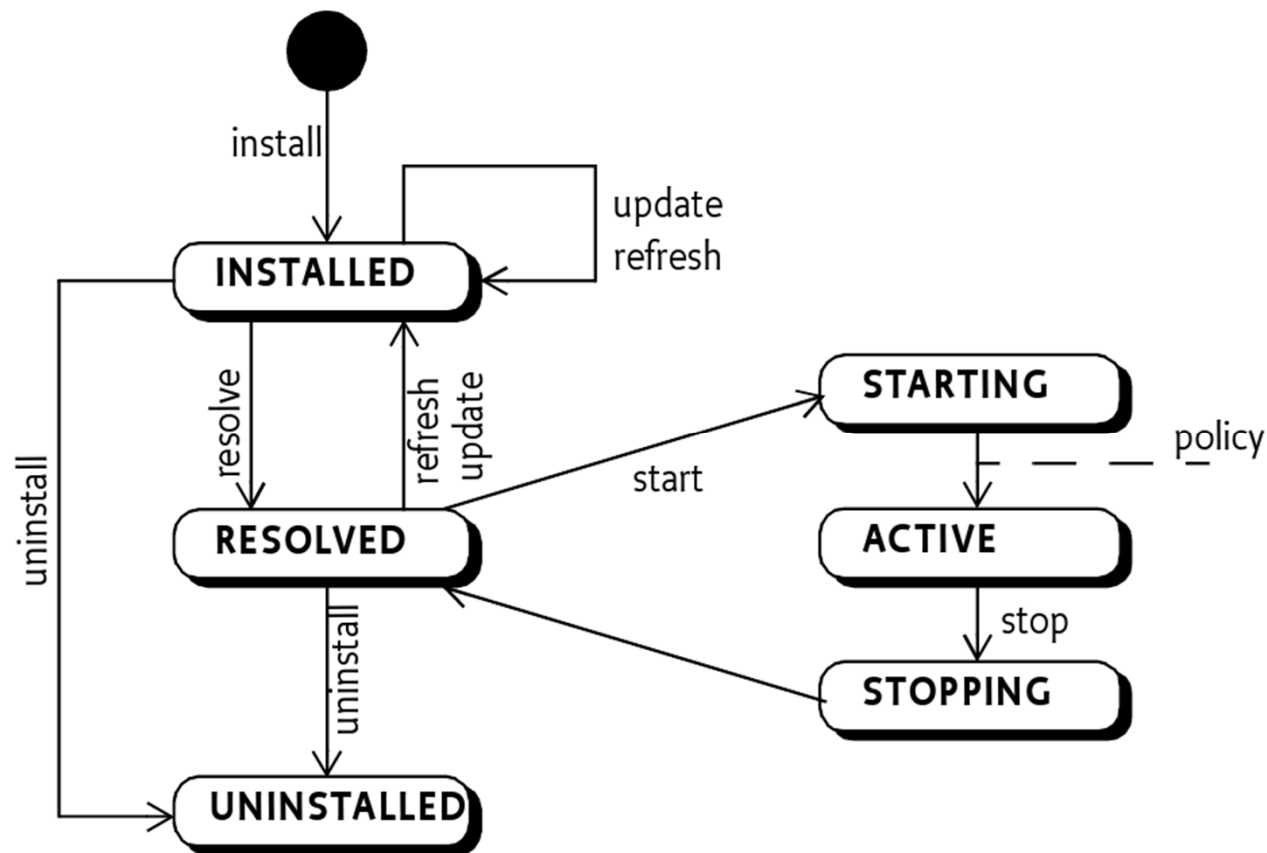 install
update
refresh
INSTALLED
resolve
refresh
update
STARTING
policy
start
uninstall
RESOLVED
ACTIVE
uninstall
stop
STOPPING
UNINSTALLED